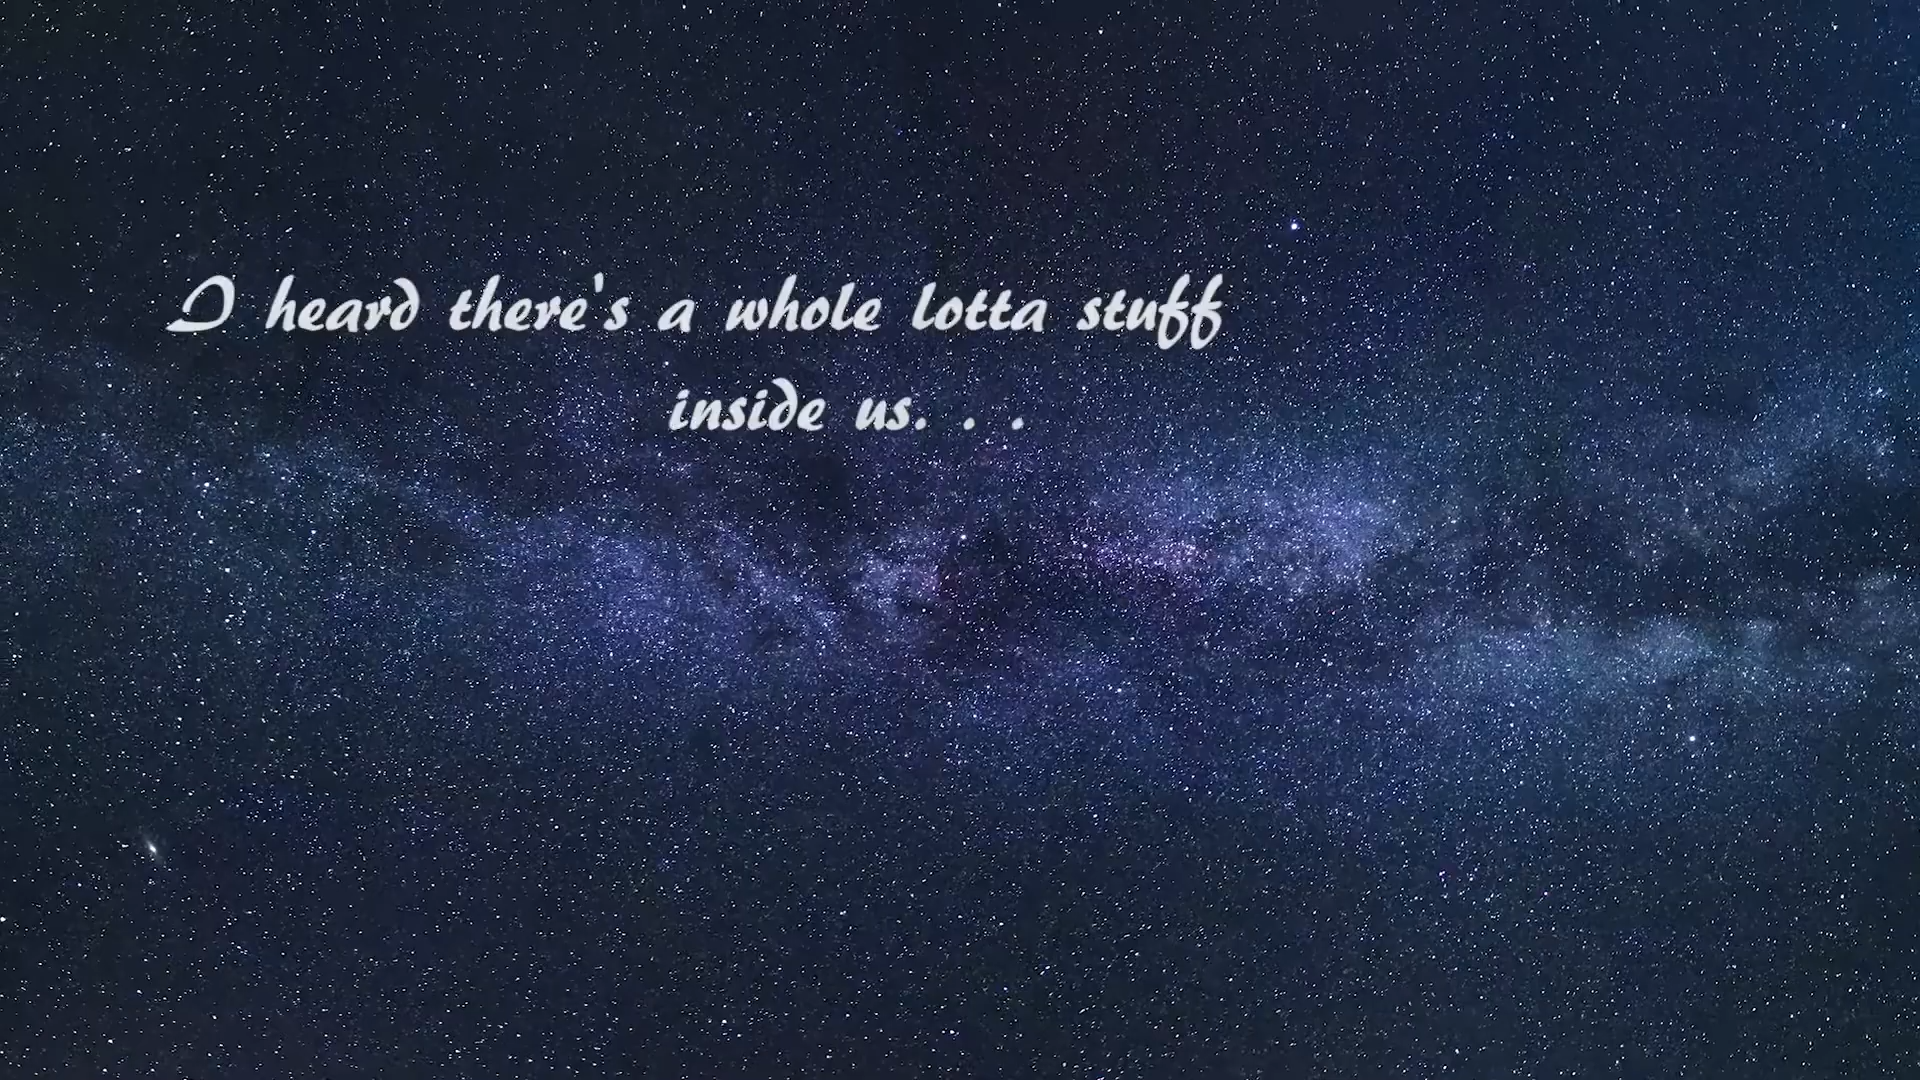 I heard there's a whole lotta stuff
inside us. . .